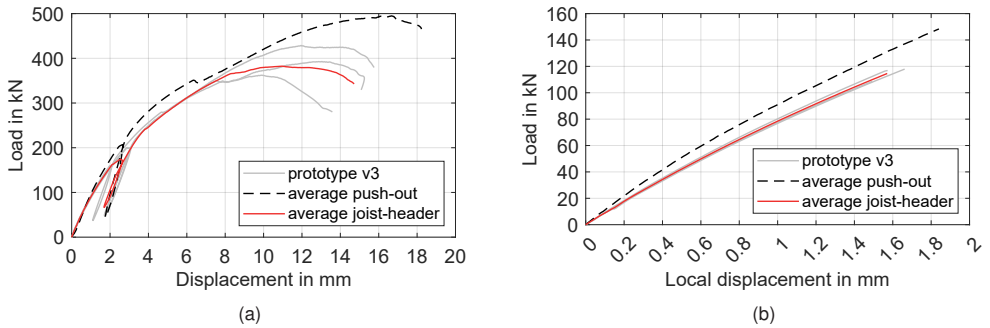 500
400
300
200
100
0
Load in kN
0 2 4 6 8 10 12 14 16 18 20
Displacement in mm
prototype v3
average push-out
average joist-header
(a)
160
140
120
100
80
60
40
20
0
Load in kN
0 0.2 0.4 0.6 0.8 1 1.2 1.4 1.6 1.8 2
Local displacement in mm
prototype v3
average push-out
average joist-header
(b)